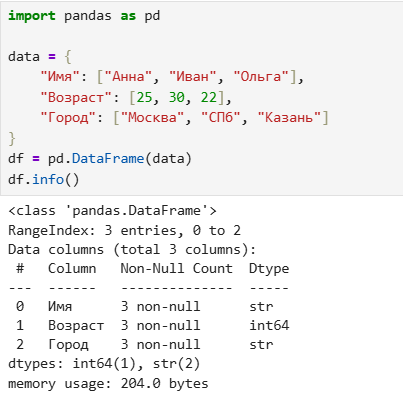 import pandas as pd
data = {
    "Имя": ["Анна", "Иван", "Ольга"],
    "Возраст": [25, 30, 22],
    "Город": ["Москва", "СПб", "Казань"]
}
df = pd.DataFrame(data)
df.info()
<class 'pandas.DataFrame'>
RangeIndex: 3 entries, 0 to 2
Data columns (total 3 columns):
 #   Column   Non-Null Count  Dtype
---  ------   --------------  -----
 0   Имя      3 non-null      str
 1   Возраст  3 non-null      int64
 2   Город    3 non-null      str
dtypes: int64(1), str(2)
memory usage: 204.0 bytes